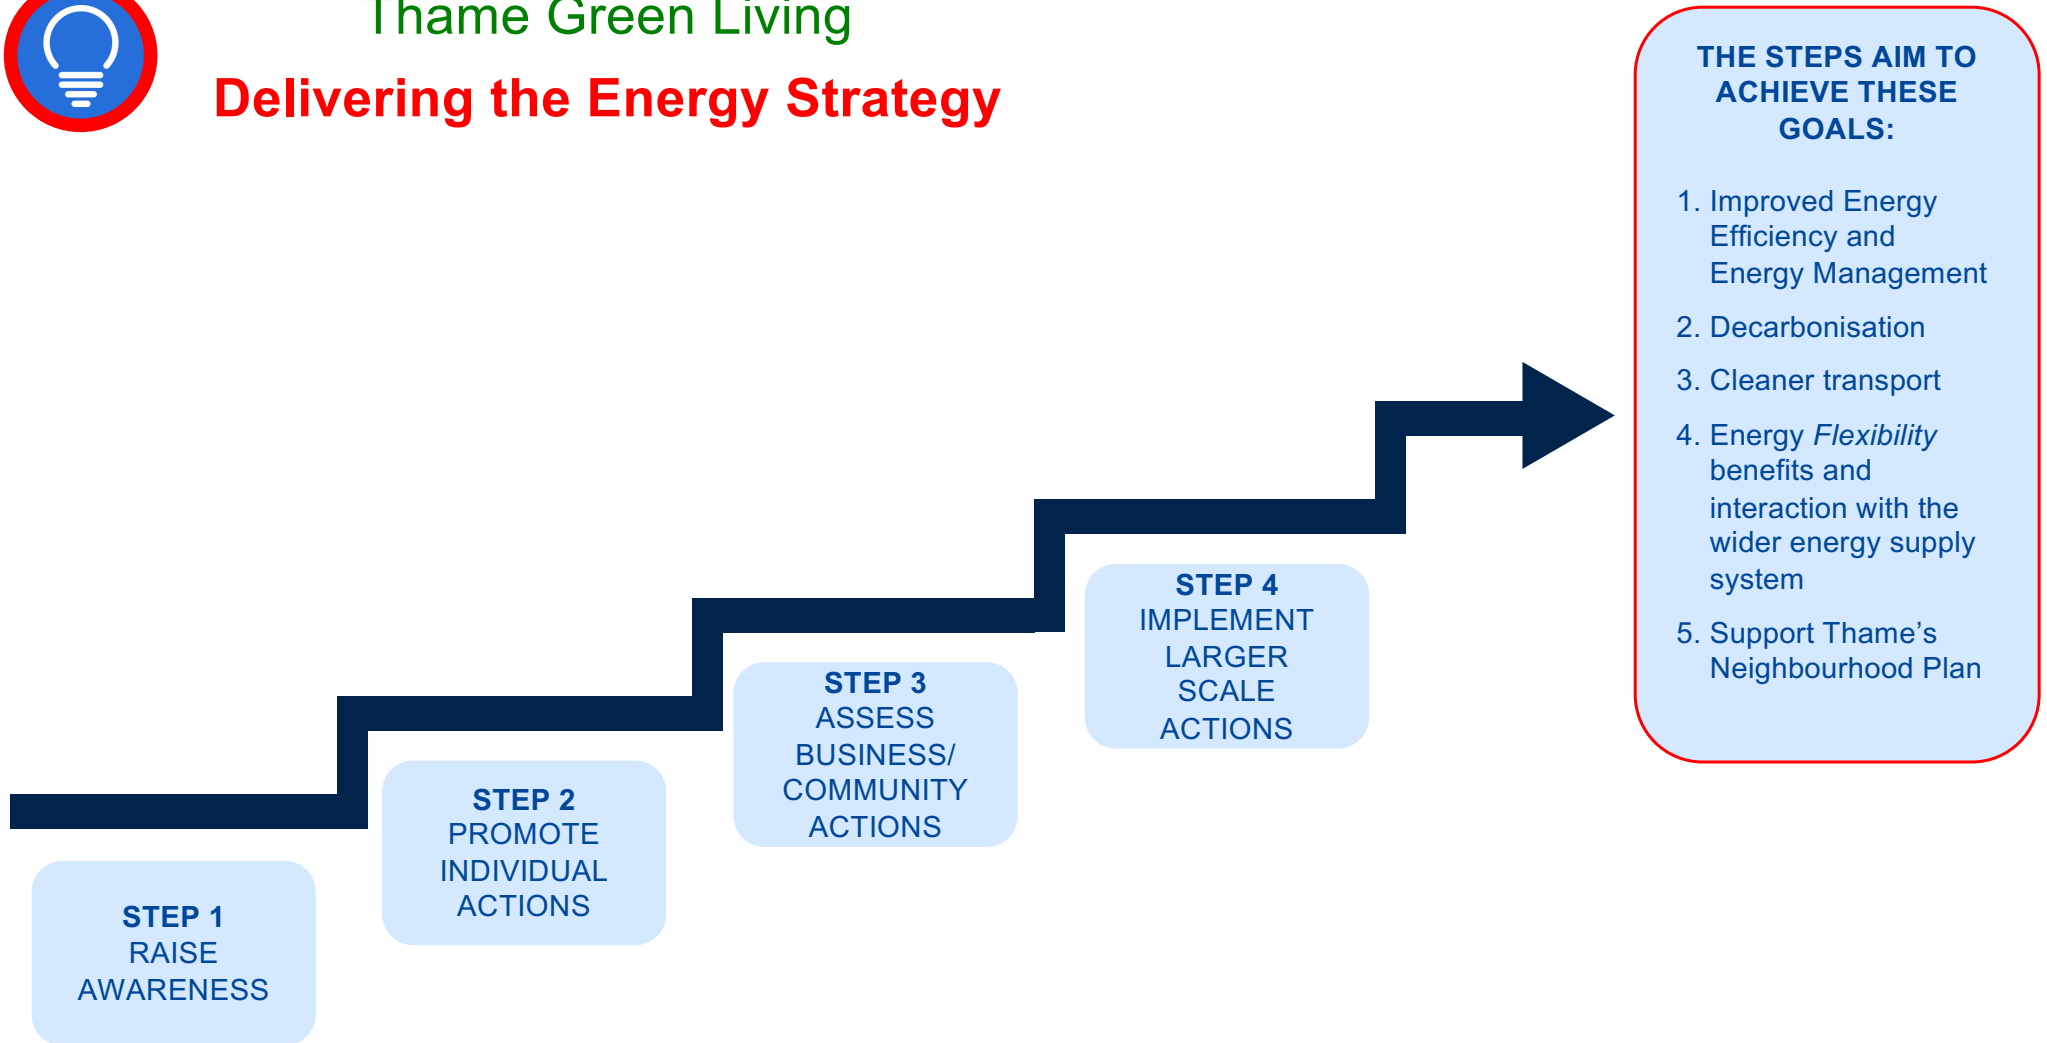 Thame Green Living
Delivering the Energy Strategy
THE STEPS AIM TO
ACHIEVE THESE
GOALS:
1. Improved Energy
Efficiency and
Energy Management
2. Decarbonisation
3. Cleaner transport
4. Energy Flexibility
benefits and
interaction with the
wider energy supply
system
5. Support Thame’s
Neighbourhood Plan
STEP 1
RAISE
AWARENESS
STEP 2
PROMOTE
INDIVIDUAL
ACTIONS
STEP 3
ASSESS
BUSINESS/
COMMUNITY
ACTIONS
STEP 4
IMPLEMENT
LARGER
SCALE
ACTIONS